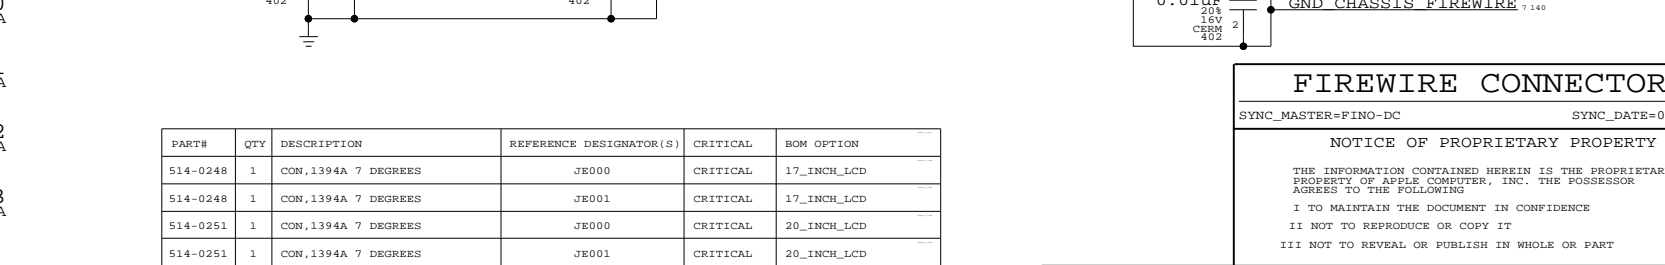 402
402
20%
16V
CERM
402
2
GND_CHASSIS_FIREWIRE 7 140
FIREWIRE CONNECTOR
SYNC_MASTER=FINO-DC SYNC_DATE=0
NOTICE OF PROPRIETARY PROPERTY
THE INFORMATION CONTAINED HEREIN IS THE PROPRIETAR
PROPERTY OF APPLE COMPUTER, INC. THE POSSESSOR
AGREES TO THE FOLLOWING
I TO MAINTAIN THE DOCUMENT IN CONFIDENCE
II NOT TO REPRODUCE OR COPY IT
III NOT TO REVEAL OR PUBLISH IN WHOLE OR PART
PART# QTY DESCRIPTION REFERENCE DESIGNATOR(S) CRITICAL BOM OPTION
514-0248 1 CON,1394A 7 DEGREES JE000 CRITICAL 17_INCH_LCD
514-0248 1 CON,1394A 7 DEGREES JE001 CRITICAL 17_INCH_LCD
514-0251 1 CON,1394A 7 DEGREES JE000 CRITICAL 20_INCH_LCD
514-0251 1 CON,1394A 7 DEGREES JE001 CRITICAL 20_INCH_LCD